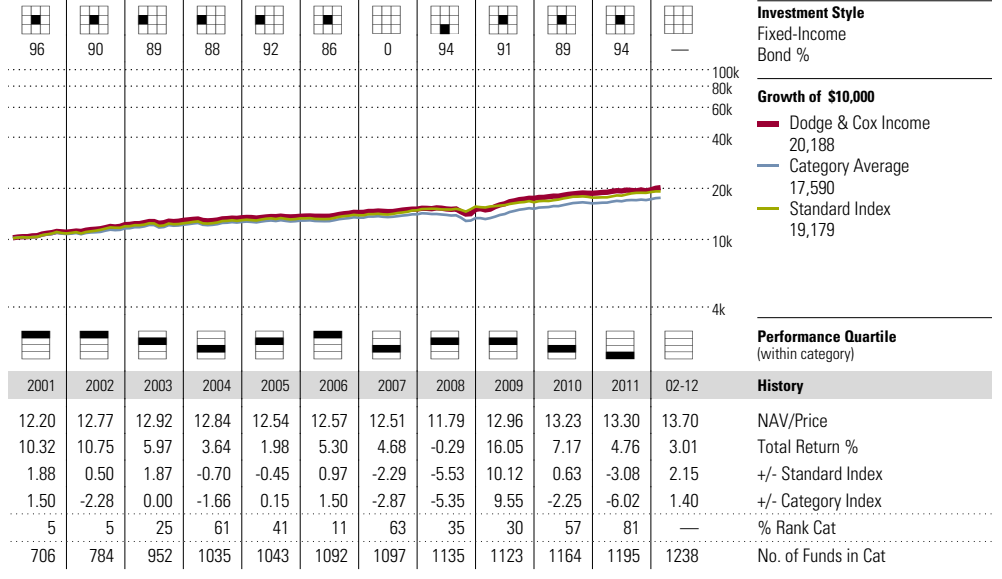 Investment Style
Fixed-Income
96 90 89 88 92 86 0 94 91 89 94 — Bond %
100k
80k
60k
40k
20k
10k
4k
Growth of $10,000
Dodge & Cox Income
20,188
Category Average
17,590
Standard Index
19,179
Performance Quartile
(within category)
2001 2002 2003 2004 2005 2006 2007 2008 2009 2010 2011 02-12 History
12.20 12.77 12.92 12.84 12.54 12.57 12.51 11.79 12.96 13.23 13.30 13.70 NAV/Price
10.32 10.75 5.97 3.64 1.98 5.30 4.68 -0.29 16.05 7.17 4.76 3.01 Total Return %
1.88 0.50 1.87 -0.70 -0.45 0.97 -2.29 -5.53 10.12 0.63 -3.08 2.15 +/- Standard Index
1.50 -2.28 0.00 -1.66 0.15 1.50 -2.87 -5.35 9.55 -2.25 -6.02 1.40 +/- Category Index
5 5 25 61 41 11 63 35 30 57 81 — % Rank Cat
706 784 952 1035 1043 1092 1097 1135 1123 1164 1195 1238 No. of Funds in Cat